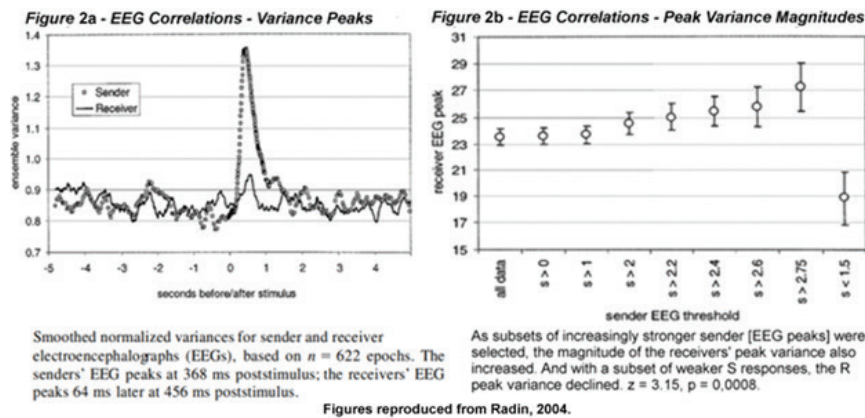 Figure 2a - EEG Correlations - Variance Peaks
1.4
1.3
1.2
1.1
1.0
0.9
0.8
0.7
ensemble variance
Sender
Receiver
-5 -4 -3 -2 -1 0 1 2 3 4
seconds before/after stimulus
Smoothed normalized variances for sender and receiver
electroencephalographs (EEGs), based on n = 622 epochs. The
senders' EEG peaks at 368 ms poststimulus; the receivers' EEG
peaks 64 ms later at 456 ms poststimulus.
Figure 2b - EEG Correlations - Peak Variance Magnitudes
31
29
27
25
23
21
19
17
15
receiver EEG peak
all data
s > 0
s > 1
s > 2
s > 2.2
s > 2.4
s > 2.6
s > 2.75
s < 1.5
sender EEG threshold
As subsets of increasingly stronger sender [EEG peaks] were
selected, the magnitude of the receivers' peak variance also
increased. And with a subset of weaker S responses, the R
peak variance declined. z = 3.15, p = 0,0008.
Figures reproduced from Radin, 2004.